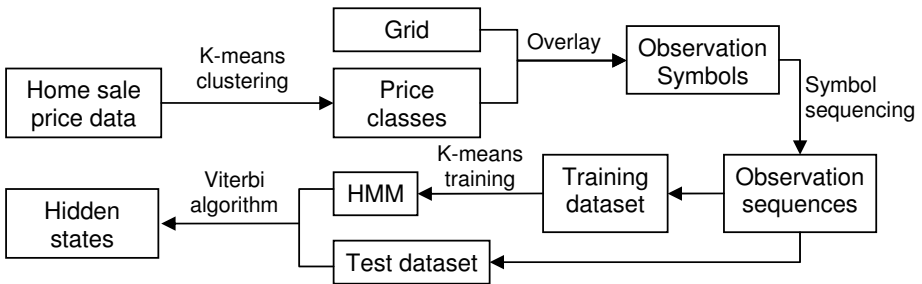 Grid
K-means
clustering
Overlay
Observation
Symbols
Home sale
price data
Price
classes
Symbol
sequencing
K-means
training
Viterbi
algorithm
HMM
Training
dataset
Observation
sequences
Hidden
states
Test dataset